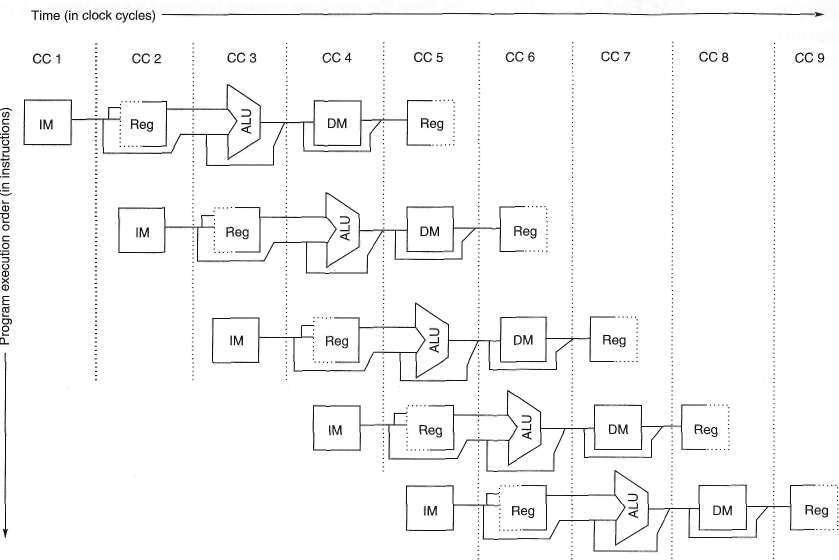 Time (in clock cycles)
CC 1 CC 2 CC 3 CC 4 CC 5 CC 6 CC 7 CC 8 CC 9
Program execution order (in instructions)
IM Reg ALU DM Reg
IM Reg ALU DM Reg
IM Reg ALU DM Reg
IM Reg ALU DM Reg
IM Reg ALU DM Reg